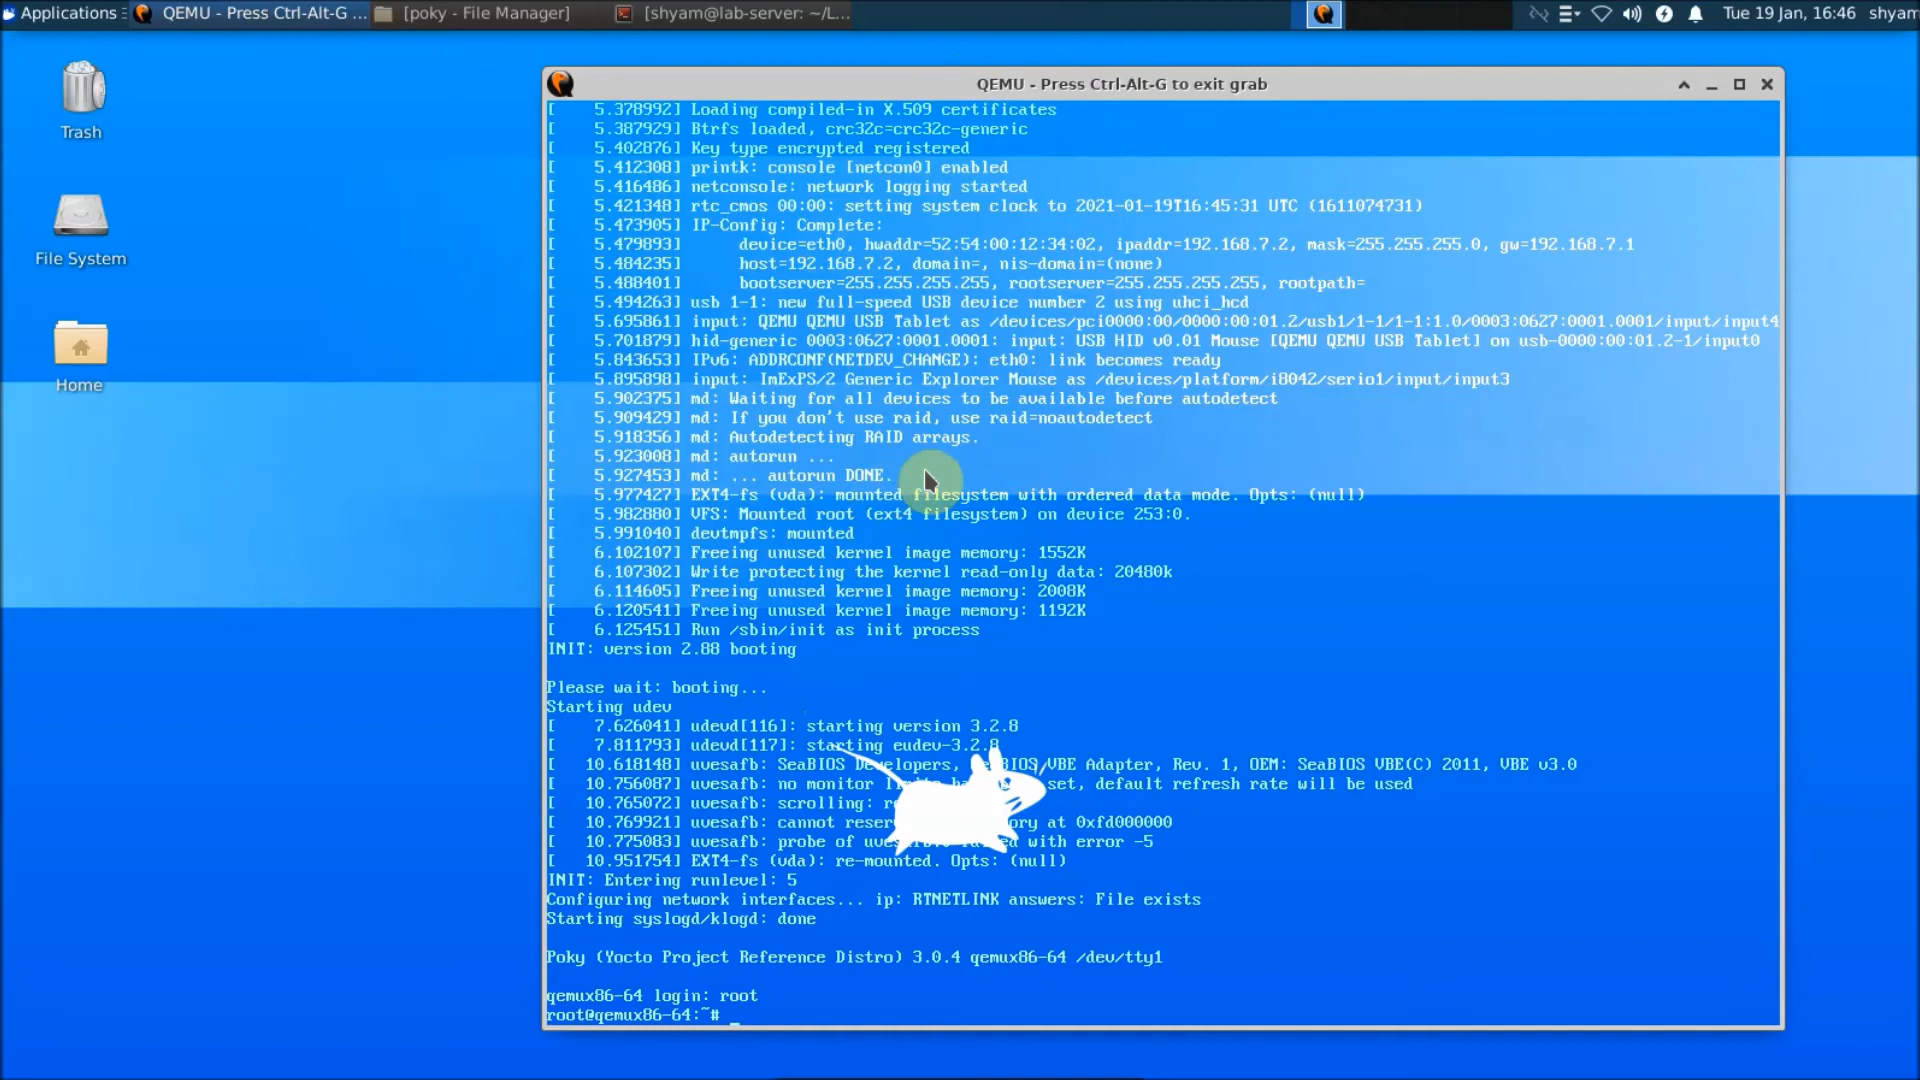 Applications
QEMU - Press Ctrl-Alt-G ...
[poky - File Manager]
[shyam@lab-server: ~/L...
Tue 19 Jan, 16:46
shyam
Trash
File System
Home
QEMU - Press Ctrl-Alt-G to exit grab
[    5.378992] Loading compiled-in X.509 certificates
[    5.387929] Btrfs loaded, crc32c=crc32c-generic
[    5.402876] Key type encrypted registered
[    5.412308] printk: console [netcon0] enabled
[    5.416486] netconsole: network logging started
[    5.421348] rtc_cmos 00:00: setting system clock to 2021-01-19T16:45:31 UTC (1611074731)
[    5.473905] IP-Config: Complete:
[    5.479893]      device=eth0, hwaddr=52:54:00:12:34:02, ipaddr=192.168.7.2, mask=255.255.255.0, gw=192.168.7.1
[    5.484235]      host=192.168.7.2, domain=, nis-domain=(none)
[    5.488401]      bootserver=255.255.255.255, rootserver=255.255.255.255, rootpath=
[    5.494263] usb 1-1: new full-speed USB device number 2 using uhci_hcd
[    5.695861] input: QEMU QEMU USB Tablet as /devices/pci0000:00/0000:00:01.2/usb1/1-1/1-1:1.0/0003:0627:0001.0001/input/input4
[    5.701879] hid-generic 0003:0627:0001.0001: input: USB HID v0.01 Mouse [QEMU QEMU USB Tablet] on usb-0000:00:01.2-1/input0
[    5.843653] IPv6: ADDRCONF(NETDEV_CHANGE): eth0: link becomes ready
[    5.895898] input: ImExPS/2 Generic Explorer Mouse as /devices/platform/i8042/serio1/input/input3
[    5.902375] md: Waiting for all devices to be available before autodetect
[    5.909429] md: If you don't use raid, use raid=noautodetect
[    5.918356] md: Autodetecting RAID arrays.
[    5.923008] md: autorun ...
[    5.927453] md: ... autorun DONE.
[    5.977427] EXT4-fs (vda): mounted filesystem with ordered data mode. Opts: (null)
[    5.982880] VFS: Mounted root (ext4 filesystem) on device 253:0.
[    5.991040] devtmpfs: mounted
[    6.102107] Freeing unused kernel image memory: 1552K
[    6.107302] Write protecting the kernel read-only data: 20480k
[    6.114605] Freeing unused kernel image memory: 2008K
[    6.120541] Freeing unused kernel image memory: 1192K
[    6.125451] Run /sbin/init as init process
INIT: version 2.88 booting
Please wait: booting...
Starting udev
[    7.626041] udevd[116]: starting version 3.2.8
[    7.811793] udevd[117]: starting eudev-3.2.8
[   10.618148] uvesafb: SeaBIOS Developers, SeaBIOS VBE Adapter, Rev. 1, OEM: SeaBIOS VBE(C) 2011, VBE v3.0
[   10.756087] uvesafb: no monitor set, default refresh rate will be used
[   10.765072] uvesafb: scrolling:
[   10.769921] uvesafb: cannot at 0xfd000000
[   10.775083] uvesafb: probe of with error -5
[   10.951754] EXT4-fs (vda): re-mounted. Opts: (null)
INIT: Entering runlevel: 5
Configuring network interfaces... ip: RTNETLINK answers: File exists
Starting syslogd/klogd: done
Poky (Yocto Project Reference Distro) 3.0.4 qemux86-64 /dev/tty1
qemux86-64 login: root
root@qemux86-64:~# _